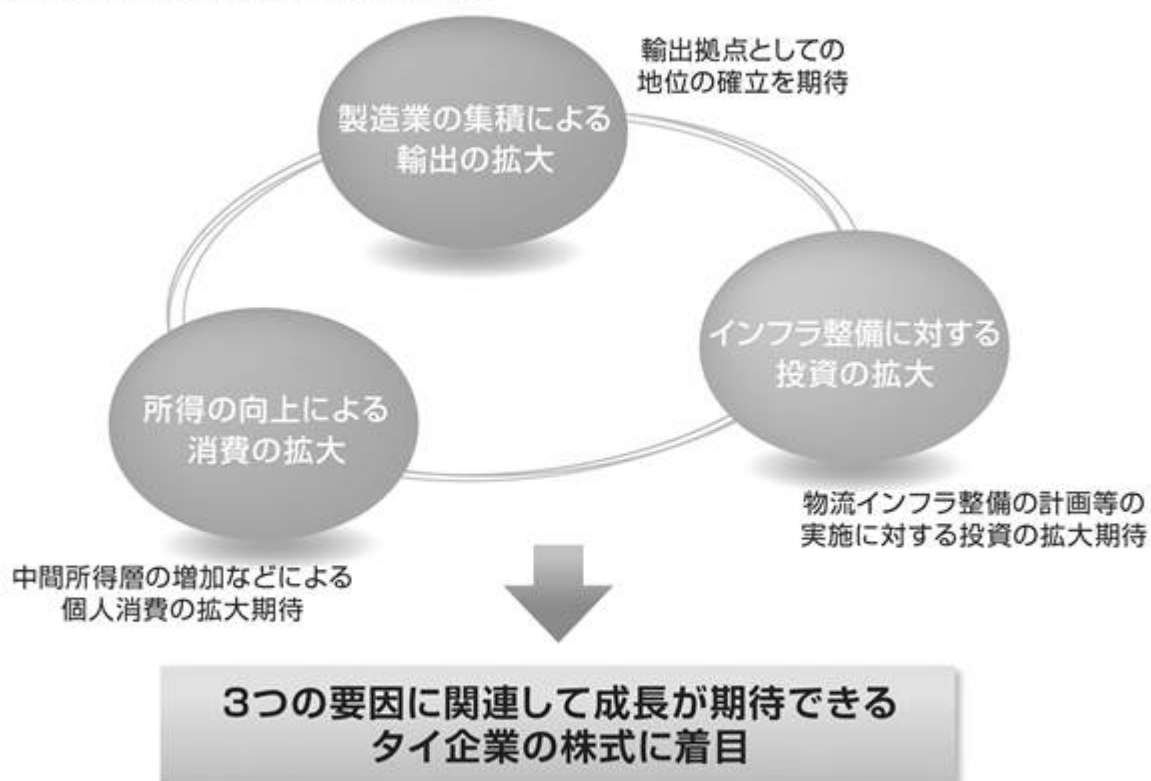 輸出拠点としての
地位の確立を期待
製造業の集積による
輸出の拡大
インフラ整備に対する
投資の拡大
所得の向上による
消費の拡大
物流インフラ整備の計画等の
実施に対する投資の拡大期待
中間所得層の増加などによる
個人消費の拡大期待
3つの要因に関連して成長が期待できる
タイ企業の株式に着目